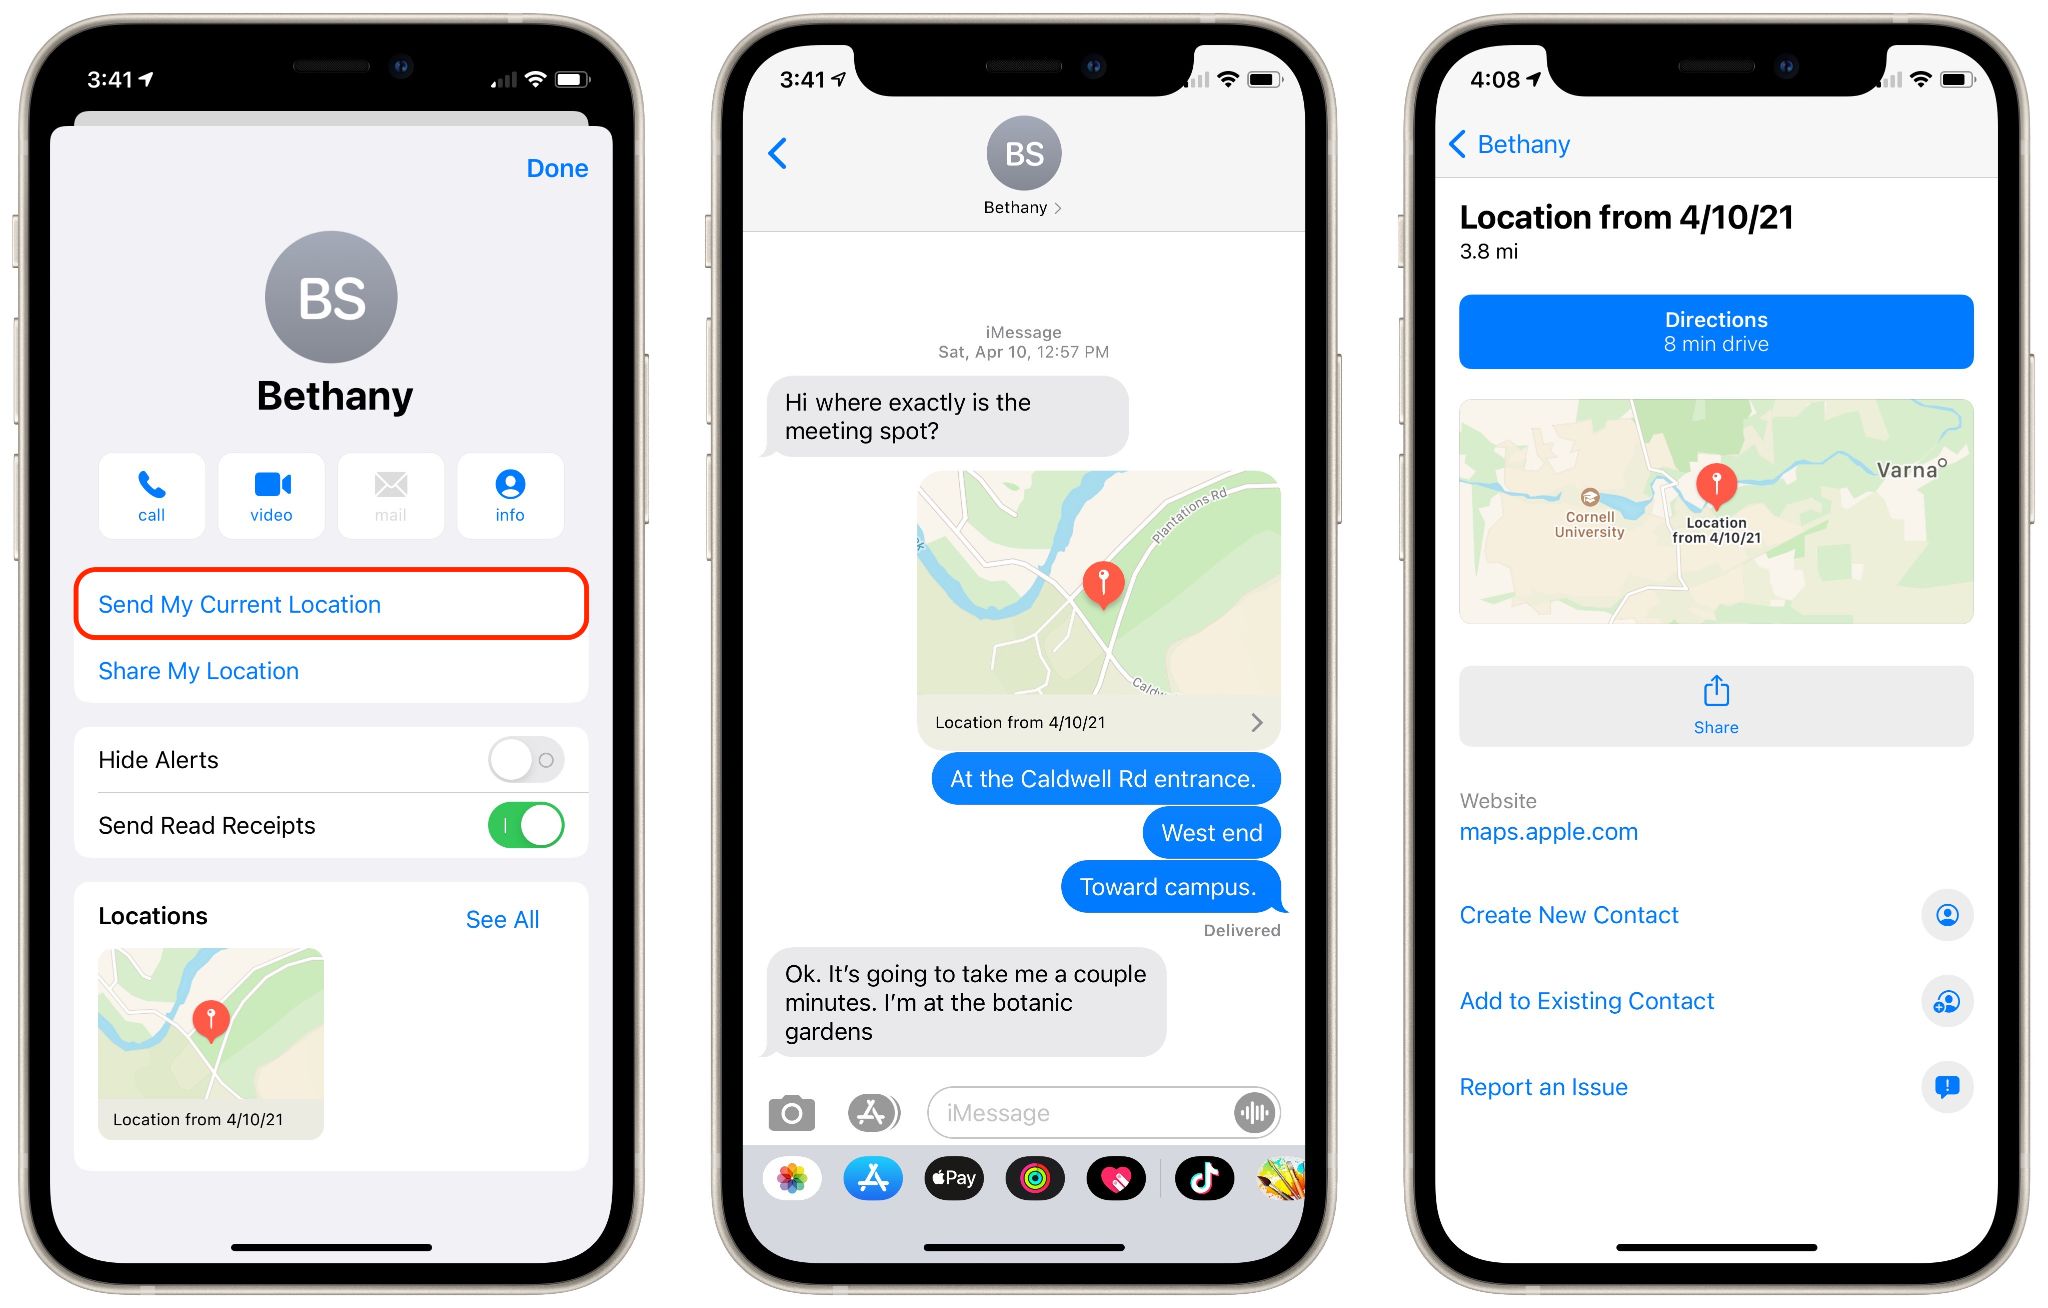 3:41
Done
BS
Bethany
call
video
mail
info
Send My Current Location
Share My Location
Hide Alerts
Send Read Receipts
Locations
See All
Location from 4/10/21
3:41
BS
Bethany
iMessage
Sat, Apr 10, 12:57 PM
Hi where exactly is the
meeting spot?
Plantations Rd
Location from 4/10/21
At the Caldwell Rd entrance.
West end
Toward campus.
Delivered
Ok. It's going to take me a couple
minutes. I'm at the botanic
gardens
iMessage
Pay
4:08
Bethany
Location from 4/10/21
3.8 mi
Directions
8 min drive
Varna
Cornell
University
Location
from 4/10/21
Share
Website
maps.apple.com
Create New Contact
Add to Existing Contact
Report an Issue